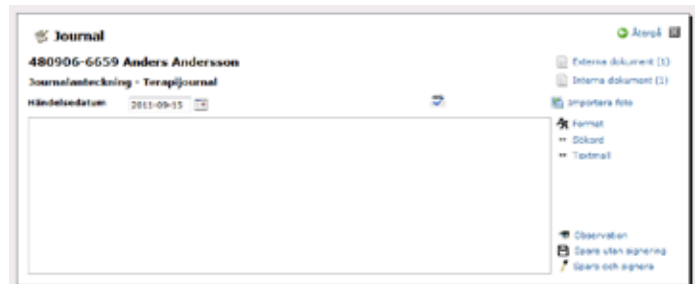 Journal
Återgå
480906-6659 Anders Andersson
Externa dokument (1)
Journalanteckning - Terapijournal
Interna dokument (1)
Händelsedatum 2011-09-15
Importera foto
Format
Sökord
Textmall
Observation
Spara utan signering
Spara och signera